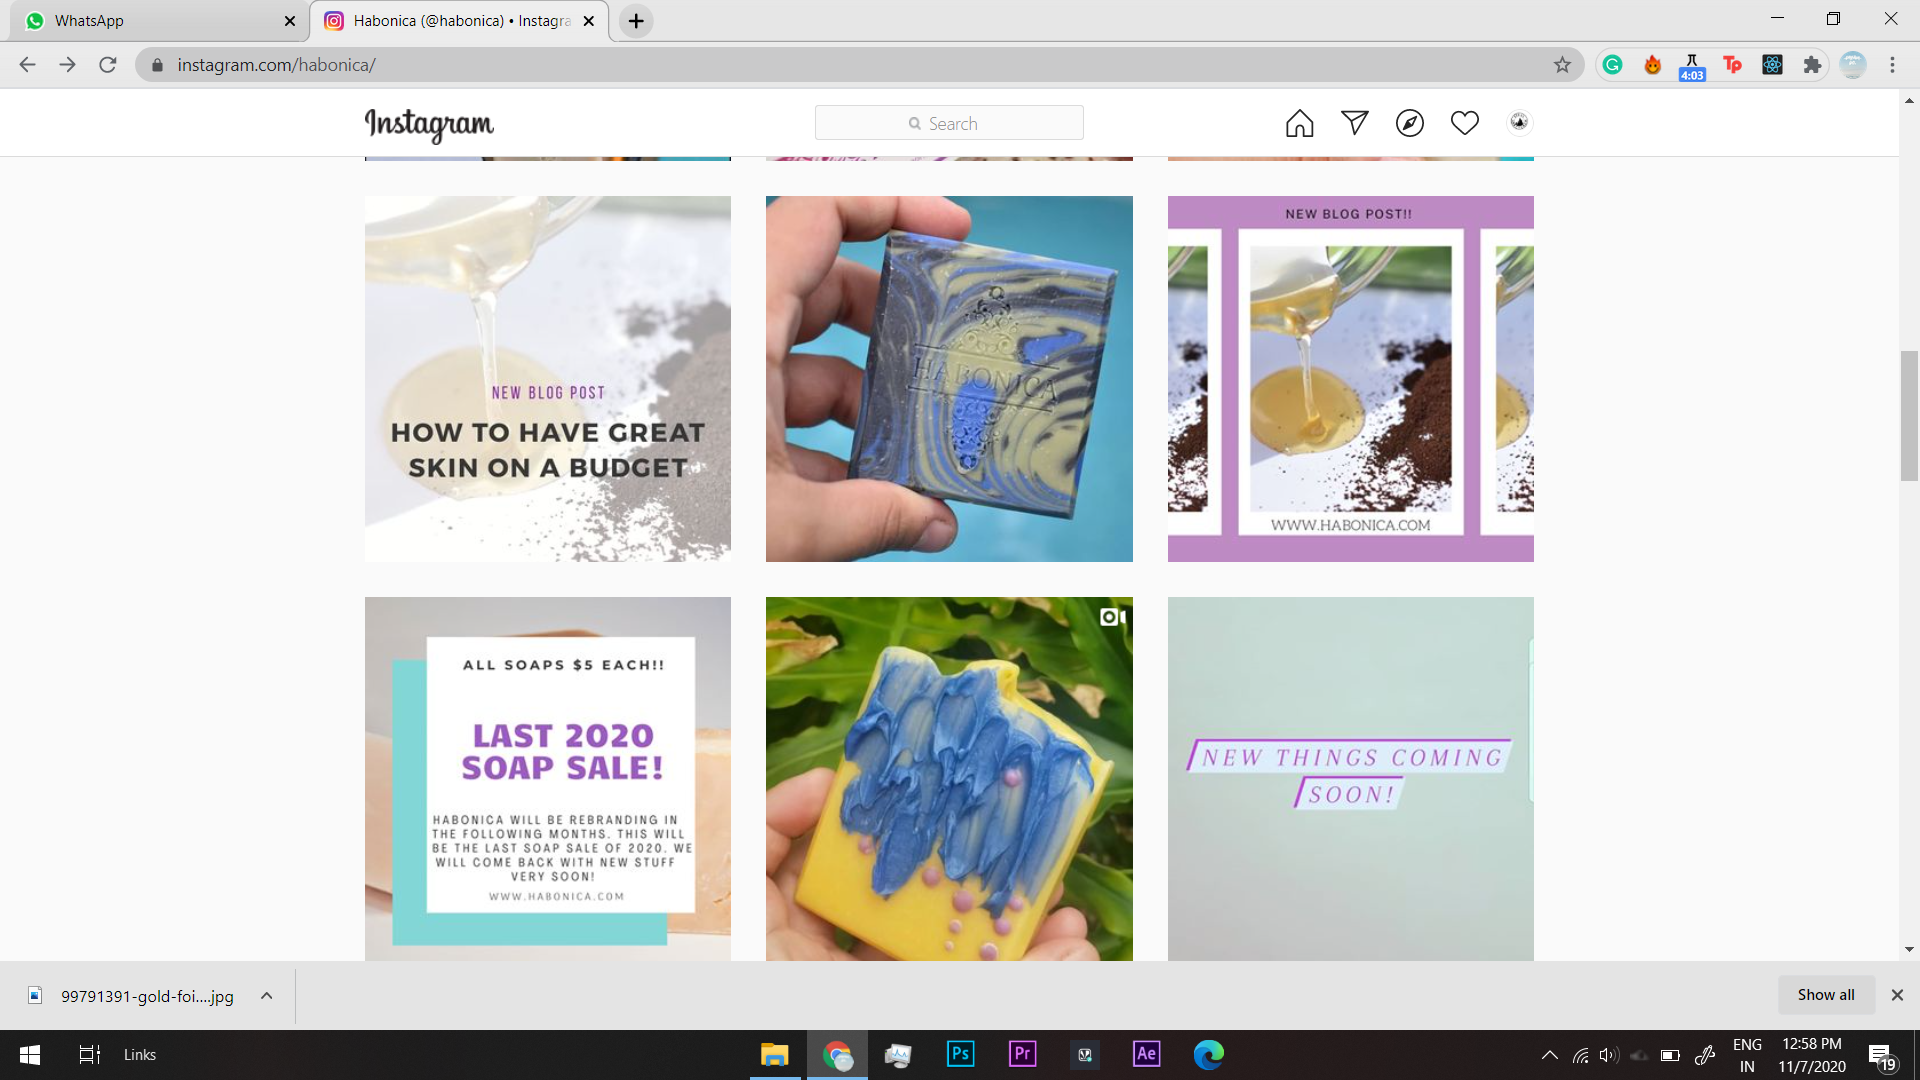 WhatsApp
Habonica (@habonica) • Instagra
instagram.com/habonica/
4:03
Tp
Instagram
Search
NEW BLOG POST
HOW TO HAVE GREAT
SKIN ON A BUDGET
HABONICA
NEW BLOG POST!!
WWW.HABONICA.COM
ALL SOAPS $5 EACH!!
LAST 2020
SOAP SALE!
HABONICA WILL BE REBRANDING IN
THE FOLLOWING MONTHS. THIS WILL
BE THE LAST SOAP SALE OF 2020. WE
WILL COME BACK WITH NEW STUFF
VERY SOON!
WWW.HABONICA.COM
NEW THINGS COMING
SOON!
99791391-gold-foi....jpg
Show all
Links
Ps
Pr
Ae
ENG
IN
12:58 PM
11/7/2020
19